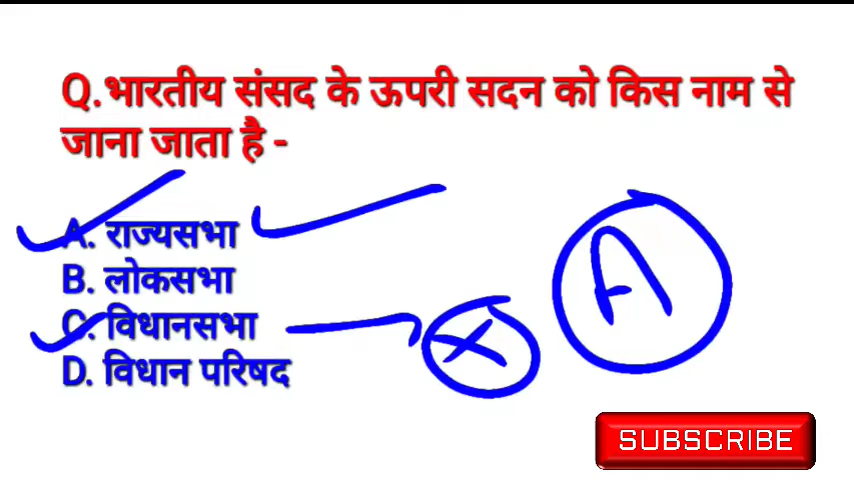 Q.भारतीय संसद के ऊपरी सदन को किस नाम से
जाना जाता है -
A. राज्यसभा
B. लोकसभा
C. विधानसभा
D. विधान परिषद
A
SUBSCRIBE